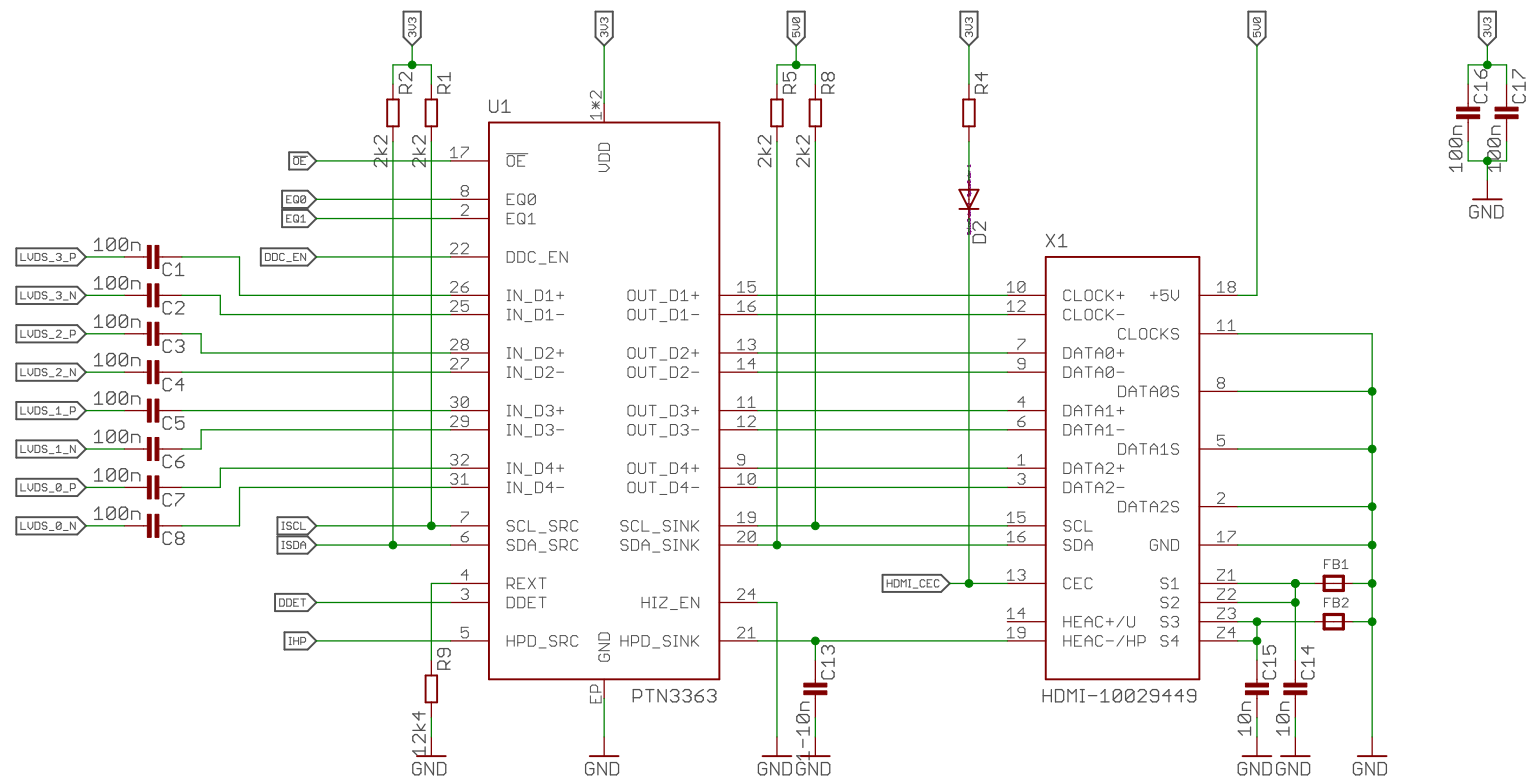 3V3
3V3
5V0
3V3
5V0
3V3
R2
R1
R5
R8
R4
C16
C17
U1
1*2
2k2
2k2
2k2
2k2
100n
100n
GND
VDD
OE 17 OE
EQ0 8 EQ0
EQ1 2 EQ1
DDC_EN 22 DDC_EN
D2
X1
LVDS_3_P 100n C1
LVDS_3_N 100n C2
LVDS_2_P 100n C3
LVDS_2_N 100n C4
LVDS_1_P 100n C5
LVDS_1_N 100n C6
LVDS_0_P 100n C7
LVDS_0_N 100n C8
26 IN_D1+ OUT_D1+ 15
25 IN_D1- OUT_D1- 16
28 IN_D2+ OUT_D2+ 13
27 IN_D2- OUT_D2- 14
30 IN_D3+ OUT_D3+ 11
29 IN_D3- OUT_D3- 12
32 IN_D4+ OUT_D4+ 9
31 IN_D4- OUT_D4- 10
ISCL 7 SCL_SRC SCL_SINK 19
ISDA 6 SDA_SRC SDA_SINK 20
4 REXT
DDET 3 DDET HIZ_EN 24
IHP 5 HPD_SRC HPD_SINK 21
GND
EP
PTN3363
10 CLOCK+ +5V 18
12 CLOCK-
CLOCKS 11
7 DATA0+
9 DATA0-
DATA0S 8
4 DATA1+
6 DATA1-
DATA1S 5
1 DATA2+
3 DATA2-
DATA2S 2
15 SCL
16 SDA GND 17
HDMI_CEC 13 CEC S1 Z1
S2 Z2
14 HEAC+/U S3 Z3
19 HEAC-/HP S4 Z4
FB1
FB2
HDMI-10029449
R9
12k4
C13
1-10n
C15
10n
C14
10n
GND
GND
GND
GND
GND
GND
GND